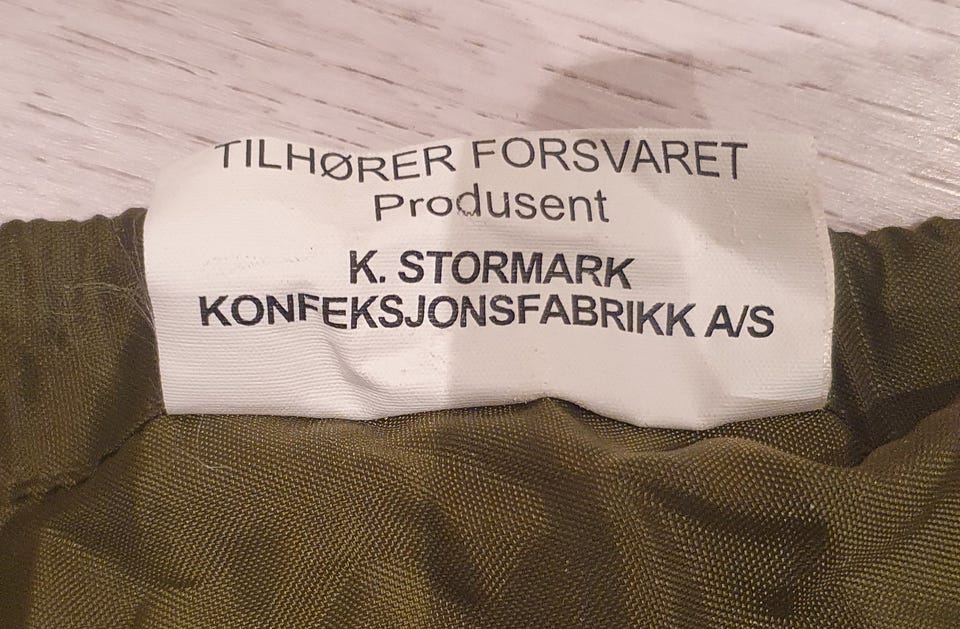 TILHØRER FORSVARET
Produsent
K. STORMARK
KONFEKSJONSFABRIKK A/S